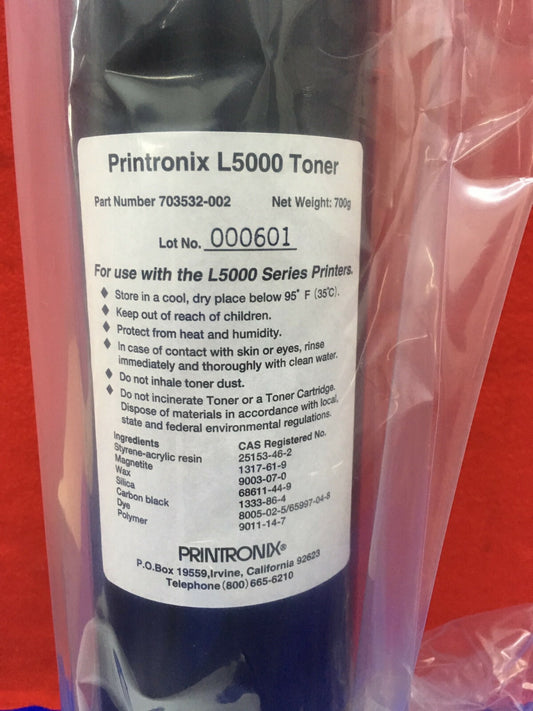 Printronix L5000 Toner
Part Number 703532-002 Net Weight: 700g
Lot No. 000601
For use with the L5000 Series Printers.
◆ Store in a cool, dry place below 95° F (35°C).
◆ Keep out of reach of children.
◆ Protect from heat and humidity.
◆ In case of contact with skin or eyes, rinse
immediately and thoroughly with clean water.
◆ Do not inhale toner dust.
◆ Do not incinerate Toner or a Toner Cartridge.
Dispose of materials in accordance with local,
state and federal environmental regulations.
Ingredients CAS Registered No.
Styrene-acrylic resin 25153-46-2
Magnetite 1317-61-9
Wax 9003-07-0
Silica 68611-44-9
Carbon black 1333-86-4
Dye 8005-02-5/65997-04-8
Polymer 9011-14-7
PRINTRONIX®
P.O.Box 19559,Irvine, California 92623
Telephone (800) 665-6210